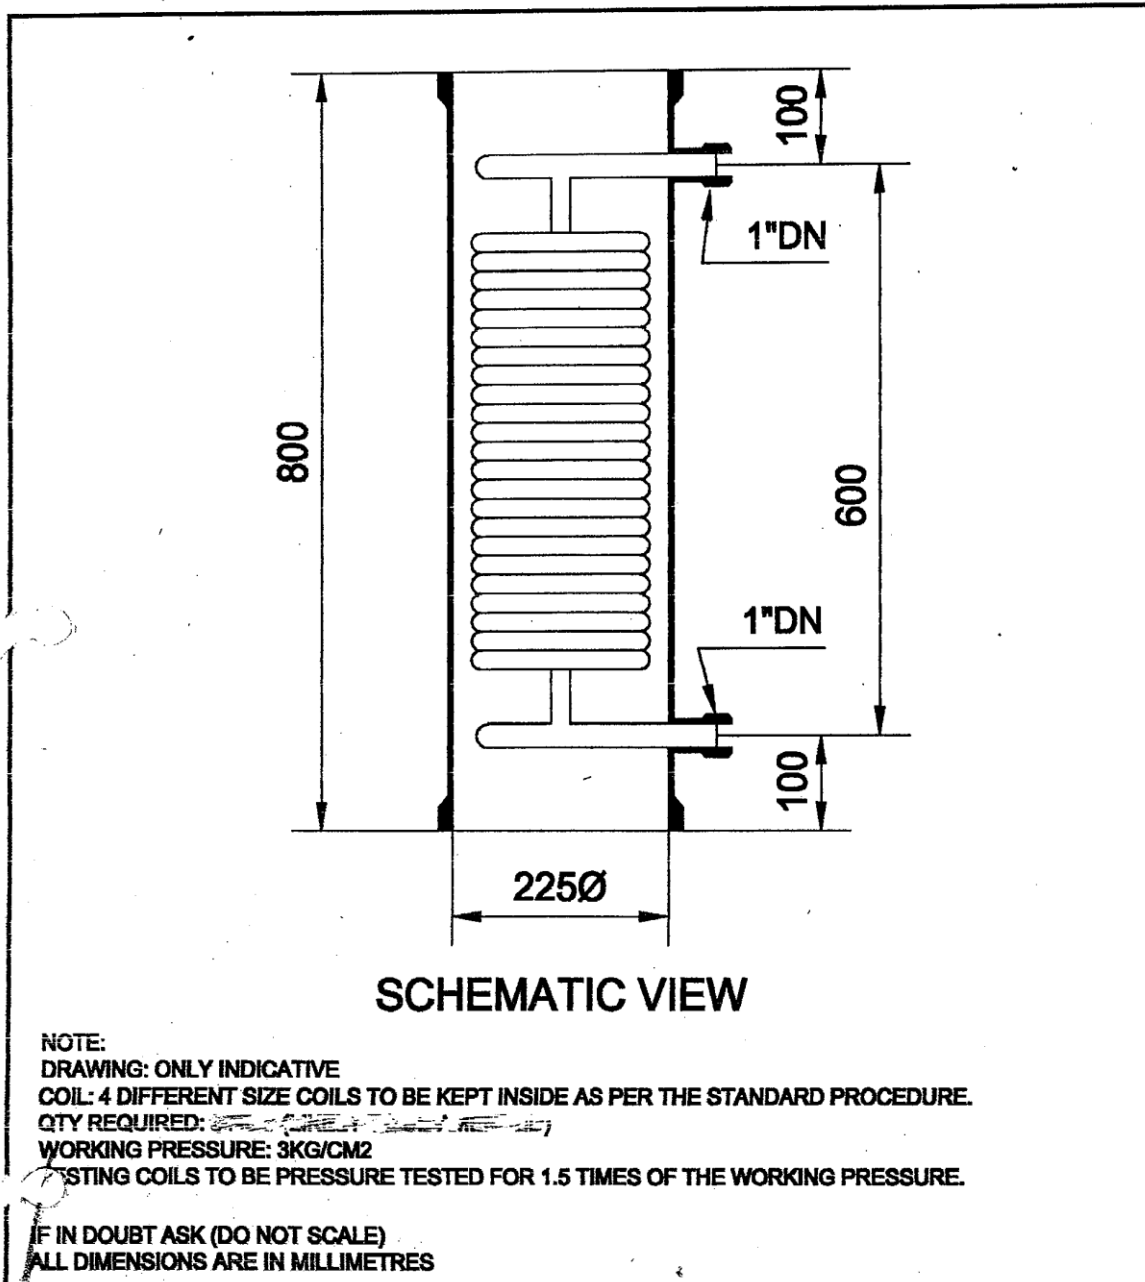 100
1"DN
800
600
1"DN
100
225Ø
SCHEMATIC VIEW
NOTE:
DRAWING: ONLY INDICATIVE
COIL: 4 DIFFERENT SIZE COILS TO BE KEPT INSIDE AS PER THE STANDARD PROCEDURE.
QTY REQUIRED:
WORKING PRESSURE: 3KG/CM2
TESTING COILS TO BE PRESSURE TESTED FOR 1.5 TIMES OF THE WORKING PRESSURE.
IF IN DOUBT ASK (DO NOT SCALE)
ALL DIMENSIONS ARE IN MILLIMETRES